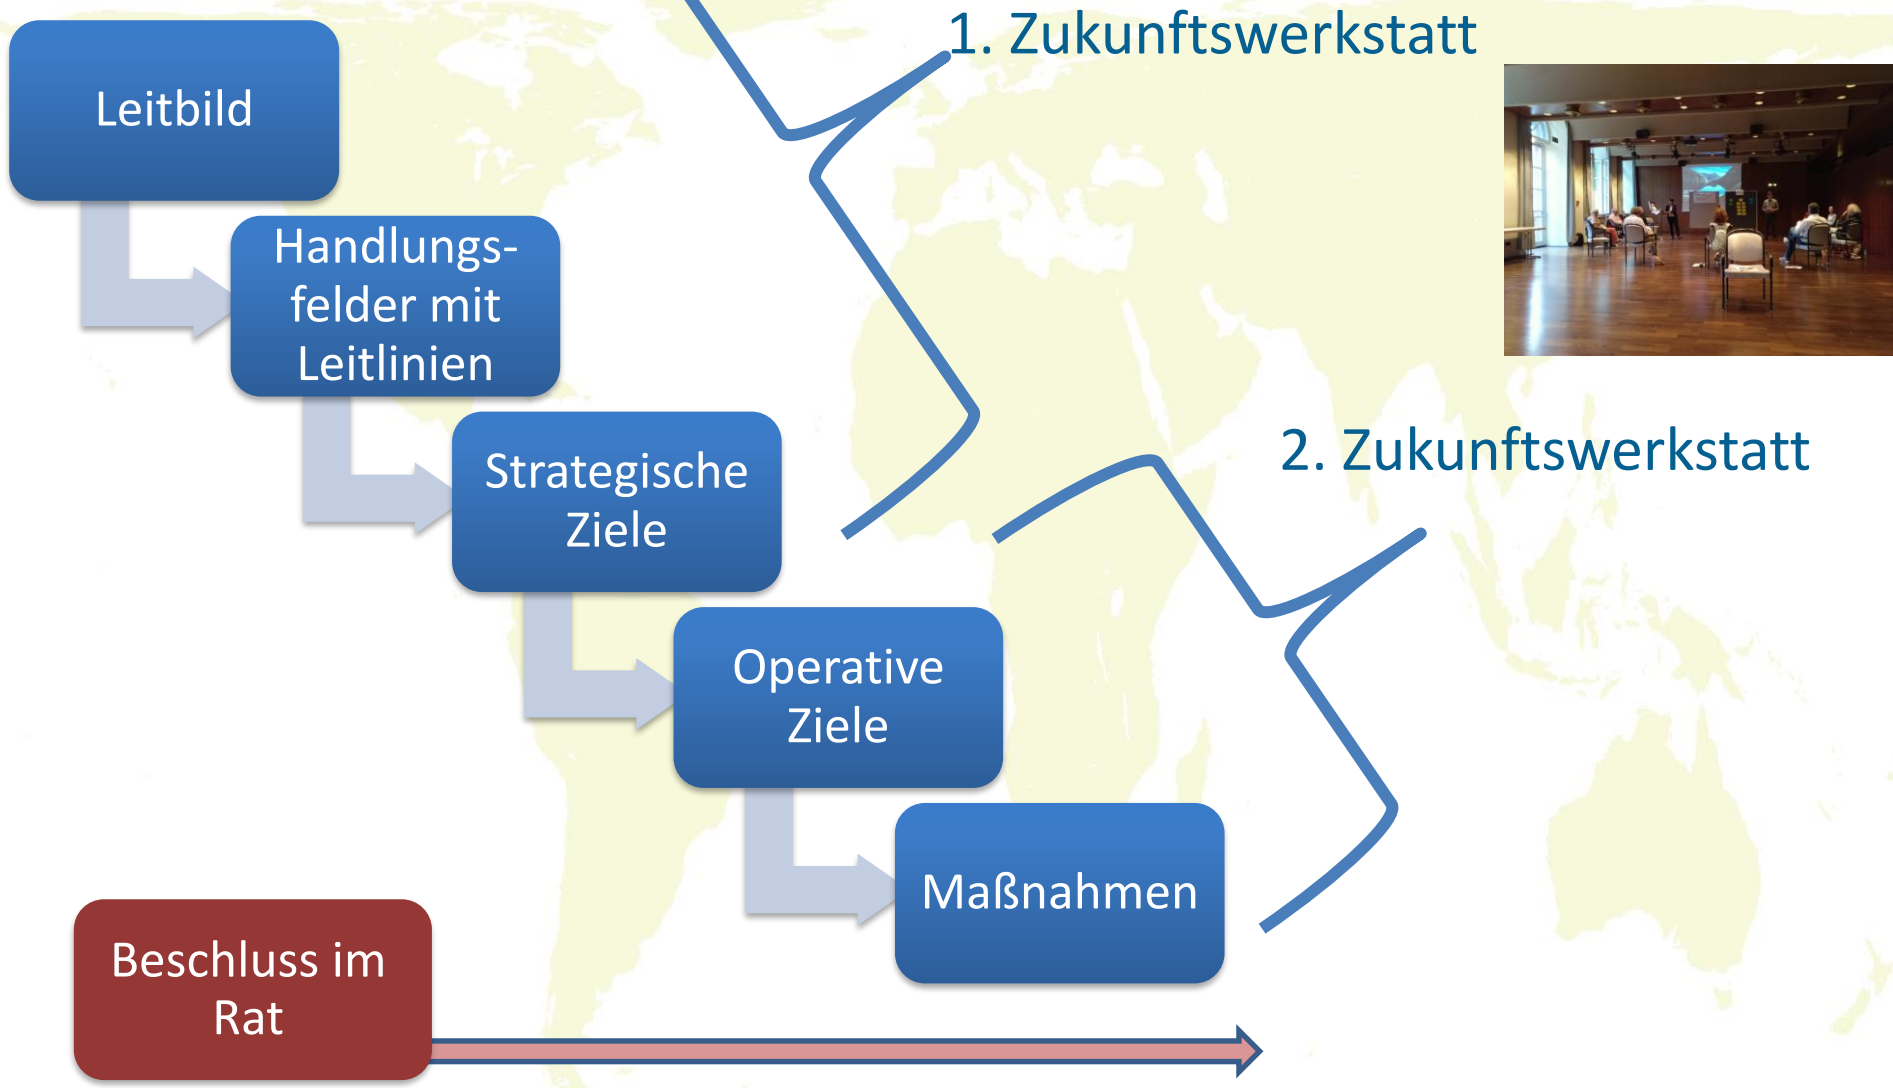 1. Zukunftswerkstatt
Leitbild
Handlungs-
felder mit
Leitlinien
2. Zukunftswerkstatt
Strategische
Ziele
Operative
Ziele
Maßnahmen
Beschluss im
Rat